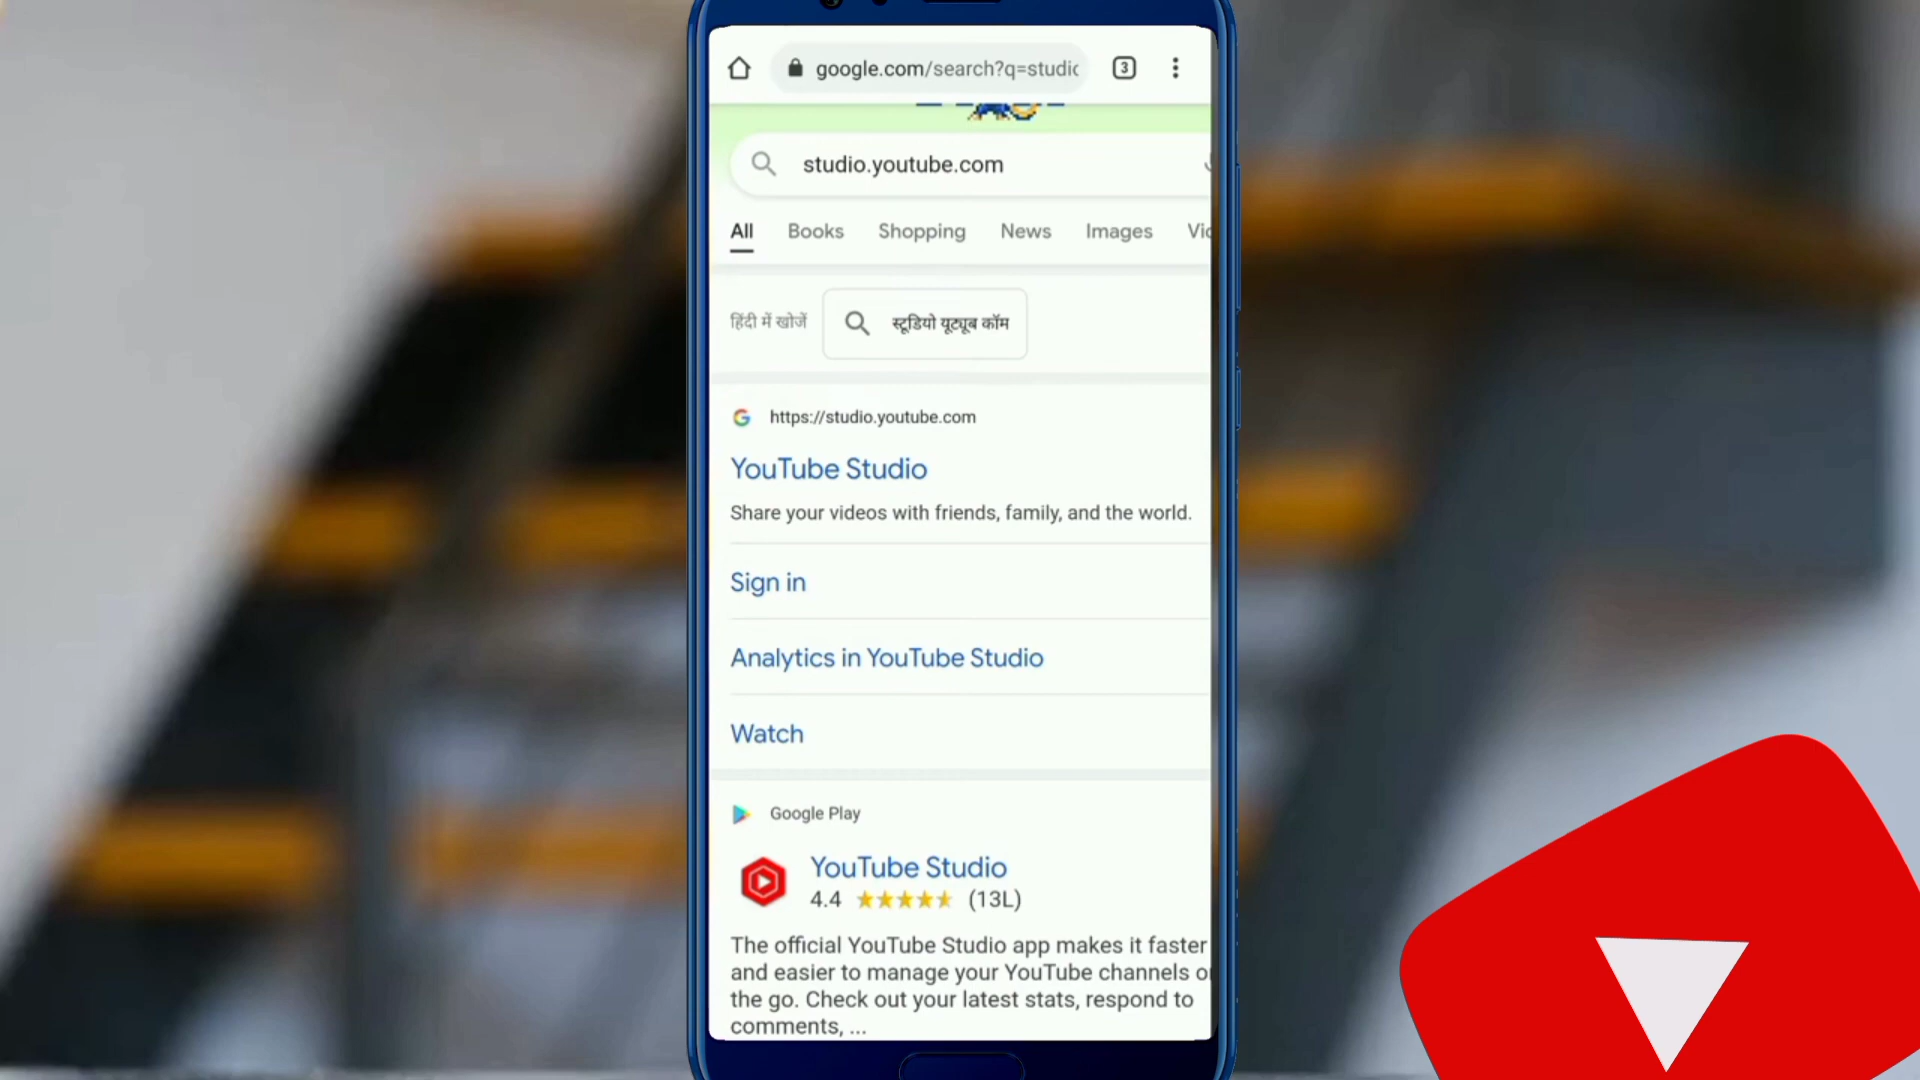 google.com/search?q=studic
3
studio.youtube.com
All Books Shopping News Images
हिंदी में खोजें स्टूडियो यूट्यूब कॉम
https://studio.youtube.com
YouTube Studio
Share your videos with friends, family, and the world.
Sign in
Analytics in YouTube Studio
Watch
Google Play
YouTube Studio
4.4 (13L)
The official YouTube Studio app makes it faster
and easier to manage your YouTube channels
the go. Check out your latest stats, respond to
comments, ...